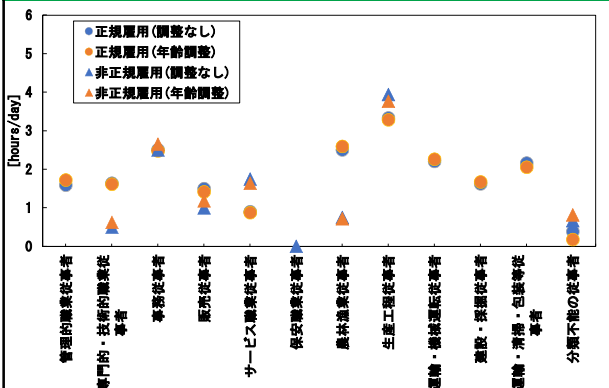 6
5
4
3
2
1
0
[hours/day]
正規雇用(調整なし)
正規雇用(年齢調整)
非正規雇用(調整なし)
非正規雇用(年齢調整)
管理的職業従事者
専門的・技術的職業従
事者
事務従事者
販売従事者
サービス職業従事者
保安職業従事者
農林漁業従事者
生産工程従事者
運輸・機械運転従事者
建設・採掘従事者
運輸・清掃・包装等従
事者
分類不能の従事者